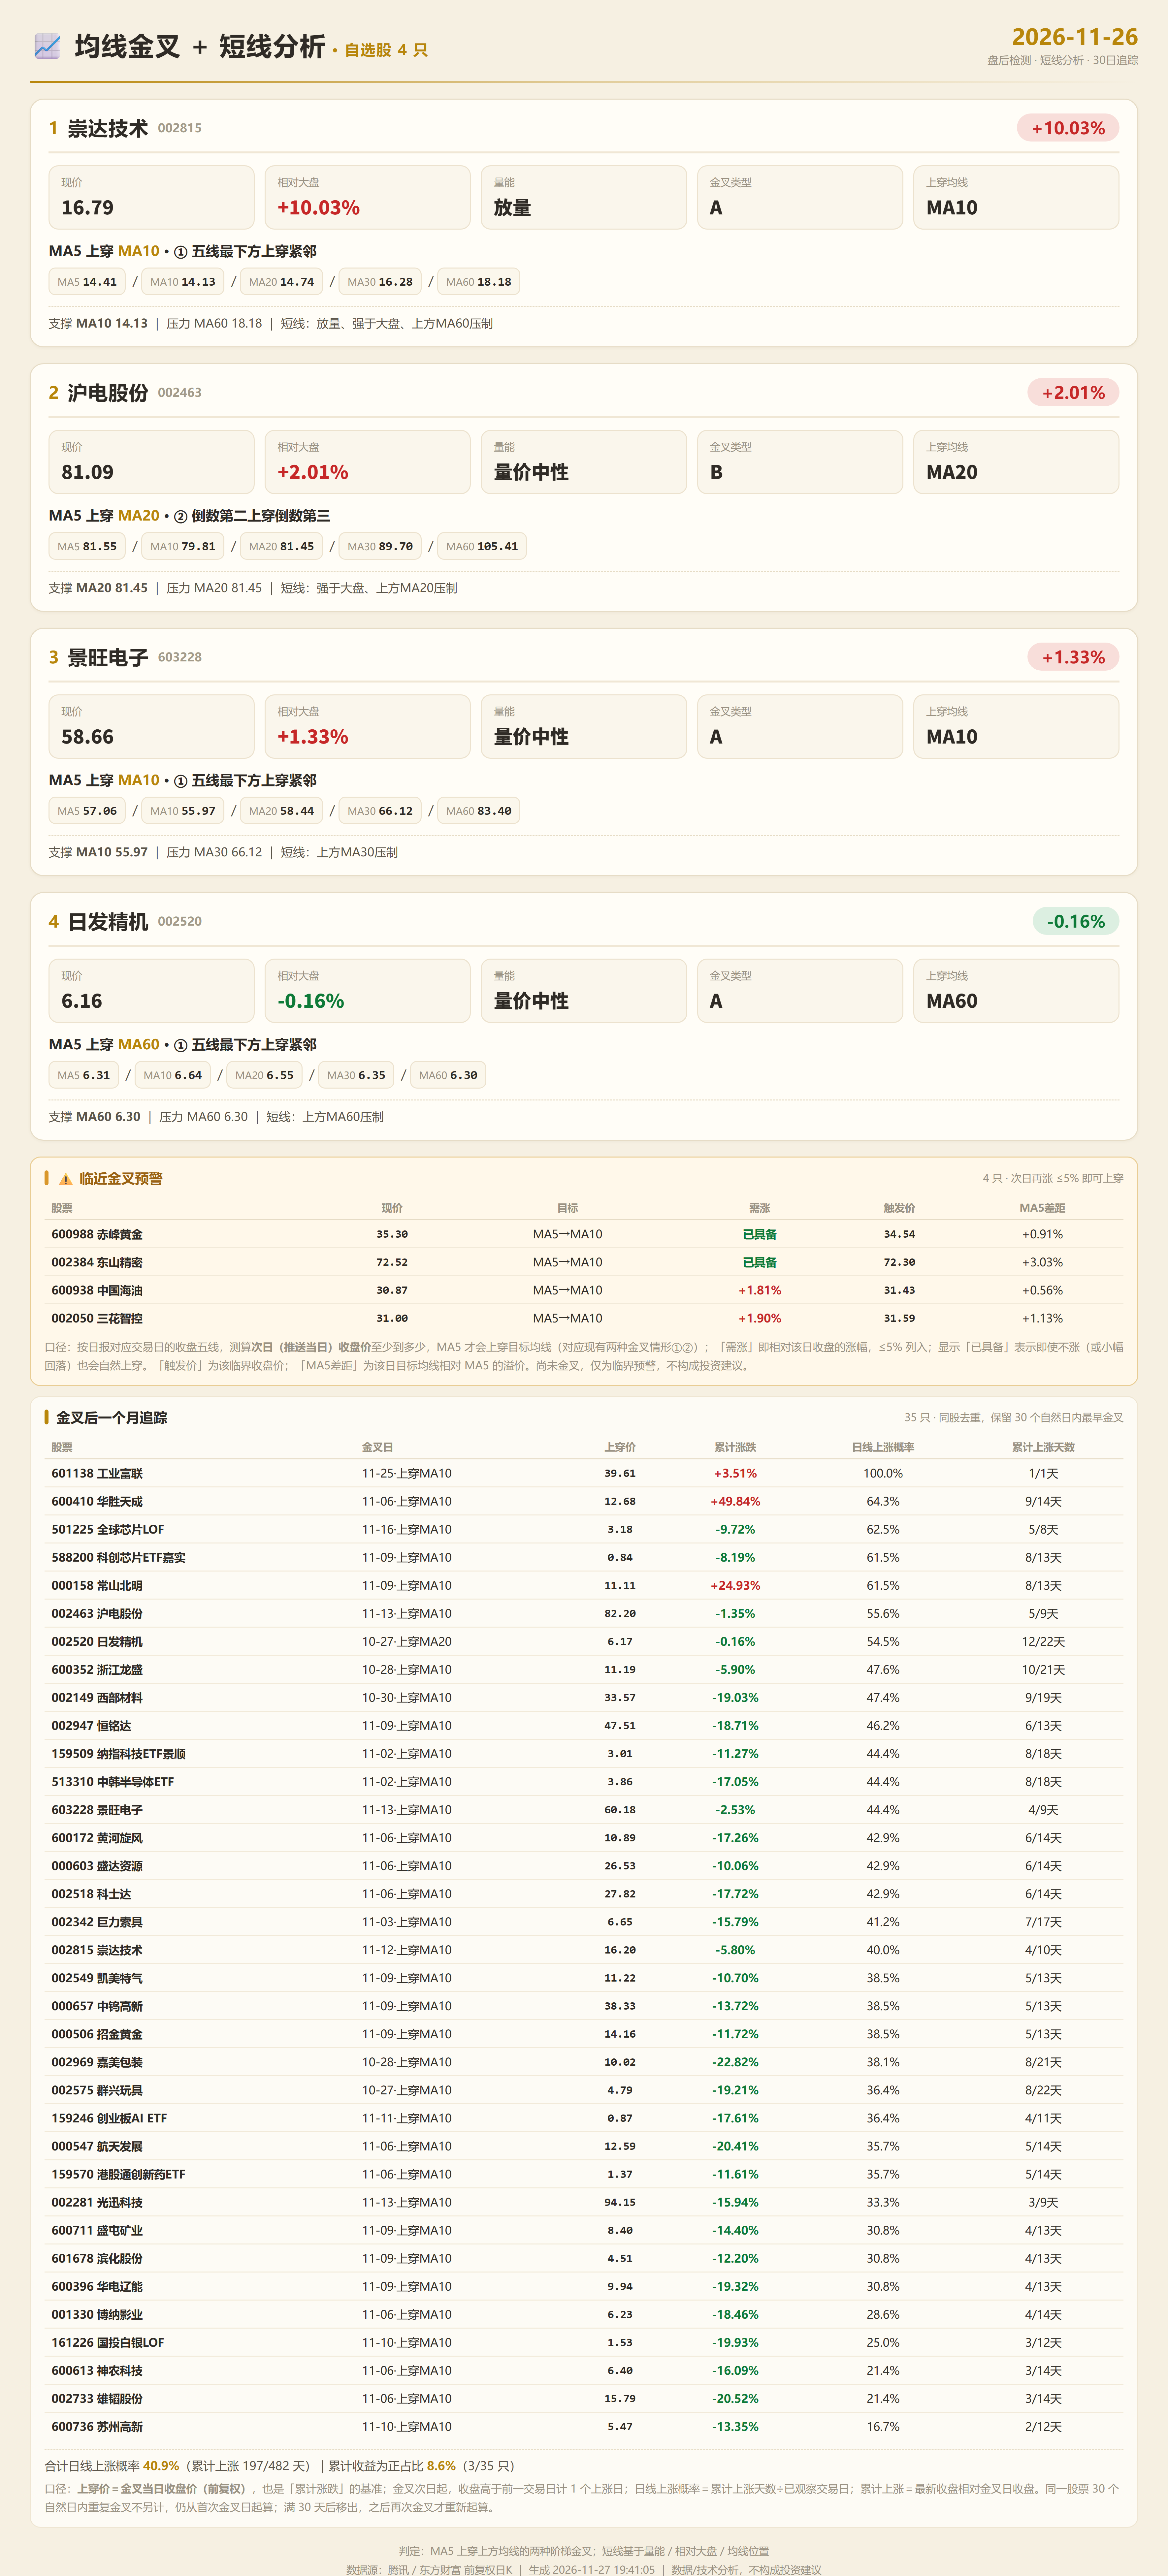 均线金叉 + 短线分析 · 自选股 4 只
2026-11-26
盘后检测 · 短线分析 · 30日追踪
1 崇达技术 002815 +10.03%
现价 相对大盘 量能 金叉类型 上穿均线
16.79 +10.03% 放量 A MA10
MA5 上穿 MA10 • ① 五线最下方上穿紧邻
MA5 14.41 / MA10 14.13 / MA20 14.74 / MA30 16.28 / MA60 18.18
支撑 MA10 14.13 | 压力 MA60 18.18 | 短线：放量、强于大盘、上方MA60压制
2 沪电股份 002463 +2.01%
现价 相对大盘 量能 金叉类型 上穿均线
81.09 +2.01% 量价中性 B MA20
MA5 上穿 MA20 • ② 倒数第二上穿倒数第三
MA5 81.55 / MA10 79.81 / MA20 81.45 / MA30 89.70 / MA60 105.41
支撑 MA20 81.45 | 压力 MA20 81.45 | 短线：强于大盘、上方MA20压制
3 景旺电子 603228 +1.33%
现价 相对大盘 量能 金叉类型 上穿均线
58.66 +1.33% 量价中性 A MA10
MA5 上穿 MA10 • ① 五线最下方上穿紧邻
MA5 57.06 / MA10 55.97 / MA20 58.44 / MA30 66.12 / MA60 83.40
支撑 MA10 55.97 | 压力 MA30 66.12 | 短线：上方MA30压制
4 日发精机 002520 -0.16%
现价 相对大盘 量能 金叉类型 上穿均线
6.16 -0.16% 量价中性 A MA60
MA5 上穿 MA60 • ① 五线最下方上穿紧邻
MA5 6.31 / MA10 6.64 / MA20 6.55 / MA30 6.35 / MA60 6.30
支撑 MA60 6.30 | 压力 MA60 6.30 | 短线：上方MA60压制
临近金叉预警 4 只 · 次日再涨 ≤5% 即可上穿
股票 现价 目标 需涨 触发价 MA5差距
600988 赤峰黄金 35.30 MA5→MA10 已具备 34.54 +0.91%
002384 东山精密 72.52 MA5→MA10 已具备 72.30 +3.03%
600938 中国海油 30.87 MA5→MA10 +1.81% 31.43 +0.56%
002050 三花智控 31.00 MA5→MA10 +1.90% 31.59 +1.13%
口径：按日报对应交易日的收盘五线，测算次日（推送当日）收盘价至少到多少，MA5 才会上穿目标均线（对应现有两种金叉情形①②）；「需涨」即相对该日收盘的涨幅，≤5% 列入；显示「已具备」表示即使不涨（或小幅
回落）也会自然上穿。「触发价」为该临界收盘价；「MA5差距」为该日目标均线相对 MA5 的溢价。尚未金叉，仅为临界预警，不构成投资建议。
金叉后一个月追踪 35 只 · 同股去重，保留 30 个自然日内最早金叉
股票 金叉日 上穿价 累计涨跌 日线上涨概率 累计上涨天数
601138 工业富联 11-25·上穿MA10 39.61 +3.51% 100.0% 1/1天
600410 华胜天成 11-06·上穿MA10 12.68 +49.84% 64.3% 9/14天
501225 全球芯片LOF 11-16·上穿MA10 3.18 -9.72% 62.5% 5/8天
588200 科创芯片ETF嘉实 11-09·上穿MA10 0.84 -8.19% 61.5% 8/13天
000158 常山北明 11-09·上穿MA10 11.11 +24.93% 61.5% 8/13天
002463 沪电股份 11-13·上穿MA10 82.20 -1.35% 55.6% 5/9天
002520 日发精机 10-27·上穿MA20 6.17 -0.16% 54.5% 12/22天
600352 浙江龙盛 10-28·上穿MA10 11.19 -5.90% 47.6% 10/21天
002149 西部材料 10-30·上穿MA10 33.57 -19.03% 47.4% 9/19天
002947 恒铭达 11-09·上穿MA10 47.51 -18.71% 46.2% 6/13天
159509 纳指科技ETF景顺 11-02·上穿MA10 3.01 -11.27% 44.4% 8/18天
513310 中韩半导体ETF 11-02·上穿MA10 3.86 -17.05% 44.4% 8/18天
603228 景旺电子 11-13·上穿MA10 60.18 -2.53% 44.4% 4/9天
600172 黄河旋风 11-06·上穿MA10 10.89 -17.26% 42.9% 6/14天
000603 盛达资源 11-06·上穿MA10 26.53 -10.06% 42.9% 6/14天
002518 科士达 11-06·上穿MA10 27.82 -17.72% 42.9% 6/14天
002342 巨力索具 11-03·上穿MA10 6.65 -15.79% 41.2% 7/17天
002815 崇达技术 11-12·上穿MA10 16.20 -5.80% 40.0% 4/10天
002549 凯美特气 11-09·上穿MA10 11.22 -10.70% 38.5% 5/13天
000657 中钨高新 11-09·上穿MA10 38.33 -13.72% 38.5% 5/13天
000506 招金黄金 11-09·上穿MA10 14.16 -11.72% 38.5% 5/13天
002969 嘉美包装 10-28·上穿MA10 10.02 -22.82% 38.1% 8/21天
002575 群兴玩具 10-27·上穿MA10 4.79 -19.21% 36.4% 8/22天
159246 创业板AI ETF 11-11·上穿MA10 0.87 -17.61% 36.4% 4/11天
000547 航天发展 11-06·上穿MA10 12.59 -20.41% 35.7% 5/14天
159570 港股通创新药ETF 11-06·上穿MA10 1.37 -11.61% 35.7% 5/14天
002281 光迅科技 11-13·上穿MA10 94.15 -15.94% 33.3% 3/9天
600711 盛屯矿业 11-09·上穿MA10 8.40 -14.40% 30.8% 4/13天
601678 滨化股份 11-09·上穿MA10 4.51 -12.20% 30.8% 4/13天
600396 华电辽能 11-09·上穿MA10 9.94 -19.32% 30.8% 4/13天
001330 博纳影业 11-06·上穿MA10 6.23 -18.46% 28.6% 4/14天
161226 国投白银LOF 11-10·上穿MA10 1.53 -19.93% 25.0% 3/12天
600613 神农科技 11-06·上穿MA10 6.40 -16.09% 21.4% 3/14天
002733 雄韬股份 11-06·上穿MA10 15.79 -20.52% 21.4% 3/14天
600736 苏州高新 11-10·上穿MA10 5.47 -13.35% 16.7% 2/12天
合计日线上涨概率 40.9%（累计上涨 197/482 天）｜累计收益为正占比 8.6%（3/35 只）
口径：上穿价＝金叉当日收盘价（前复权），也是「累计涨跌」的基准；金叉次日起，收盘高于前一交易日计 1 个上涨日；日线上涨概率＝累计上涨天数÷已观察交易日；累计上涨＝最新收盘相对金叉日收盘。同一股票 30 个
自然日内重复金叉不另计，仍从首次金叉日起算；满 30 天后移出，之后再次金叉才重新起算。
判定：MA5 上穿上方均线的两种阶梯金叉；短线基于量能 / 相对大盘 / 均线位置
数据源：腾讯 / 东方财富 前复权日K | 生成 2026-11-27 19:41:05 | 数据/技术分析，不构成投资建议